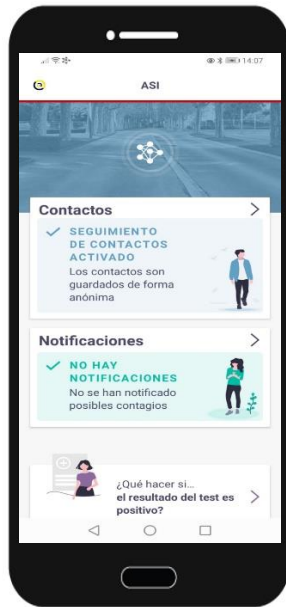 14:07
ASI
Contactos
SEGUIMIENTO
DE CONTACTOS
ACTIVADO
Los contactos son
guardados de forma
anónima
Notificaciones
NO HAY
NOTIFICACIONES
No se han notificado
posibles contagios
¿Qué hacer si...
el resultado del test es
positivo?